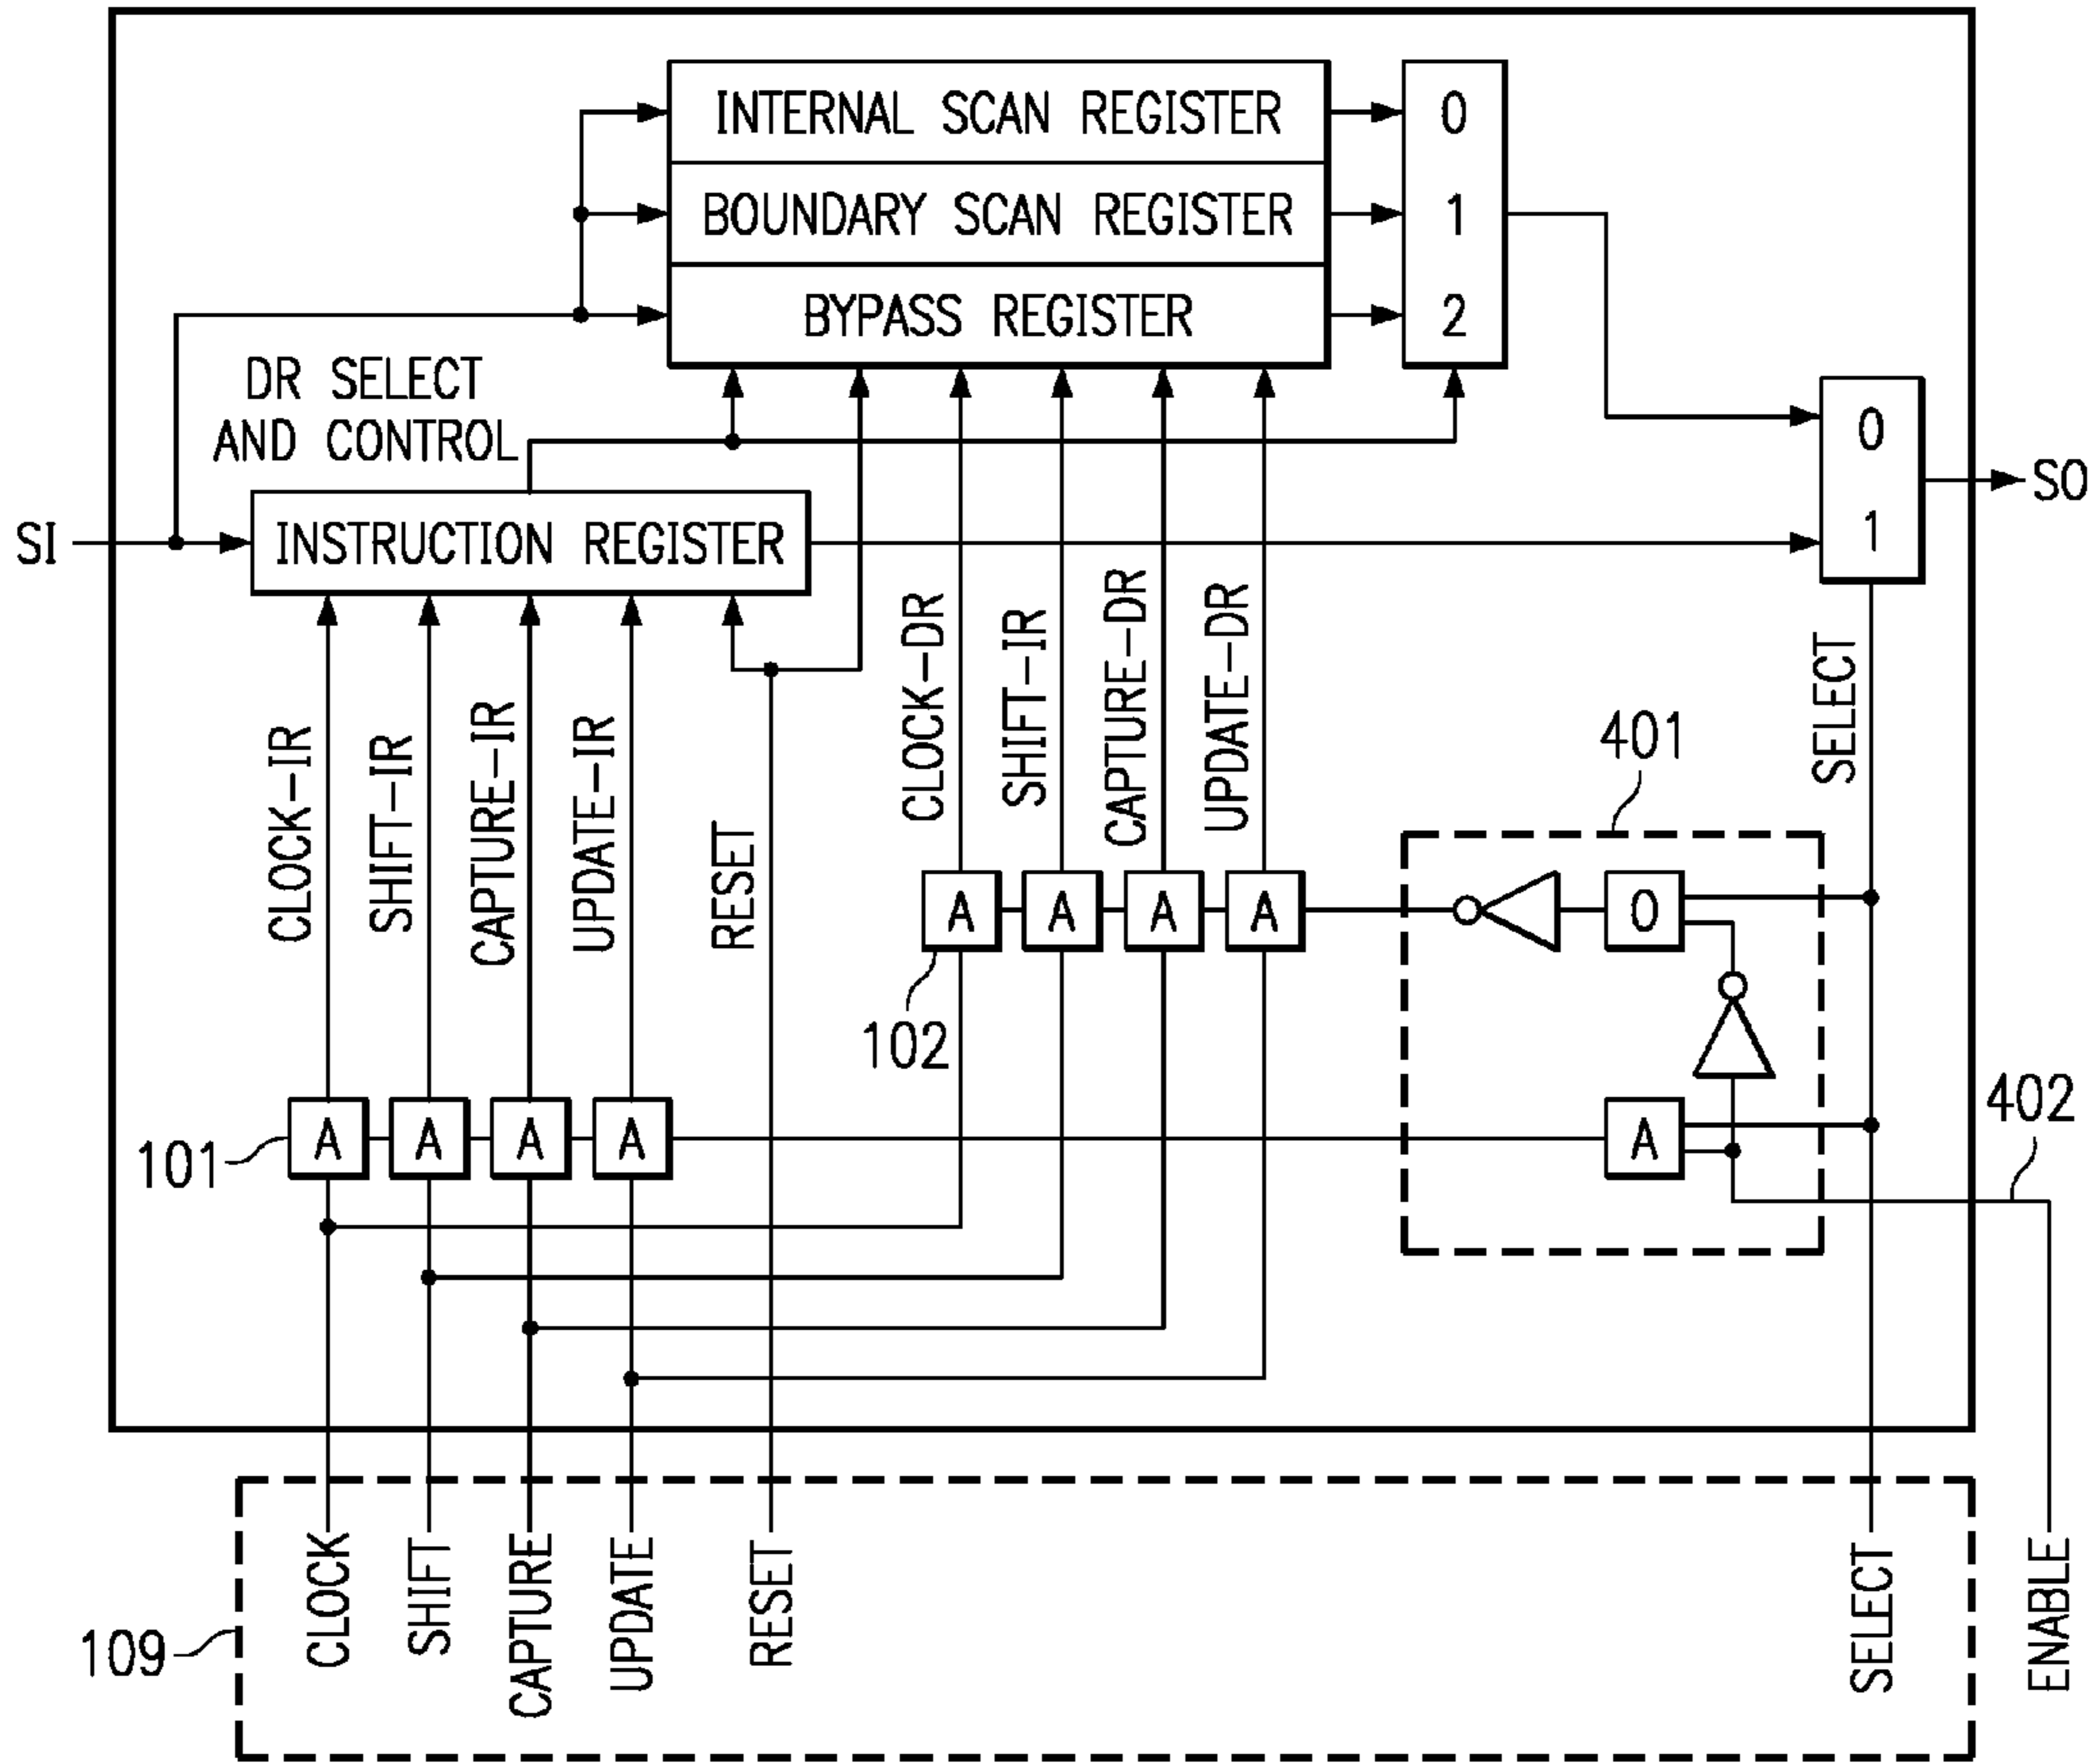 INTERNAL SCAN REGISTER
0
BOUNDARY SCAN REGISTER
1
BYPASS REGISTER
2
DR SELECT
AND CONTROL
0
SO
SI
INSTRUCTION REGISTER
1
CLOCK-IR
SHIFT-IR
CAPTURE-IR
UPDATE-IR
RESET
CLOCK-DR
SHIFT-IR
CAPTURE-DR
UPDATE-DR
SELECT
401
A
A
A
A
O
102
402
101
A
A
A
A
A
109
CLOCK
SHIFT
CAPTURE
UPDATE
RESET
SELECT
ENABLE